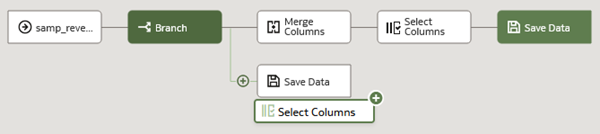 samp_reve...
Branch
Merge
Columns
Select
Columns
Save Data
Save Data
Select Columns